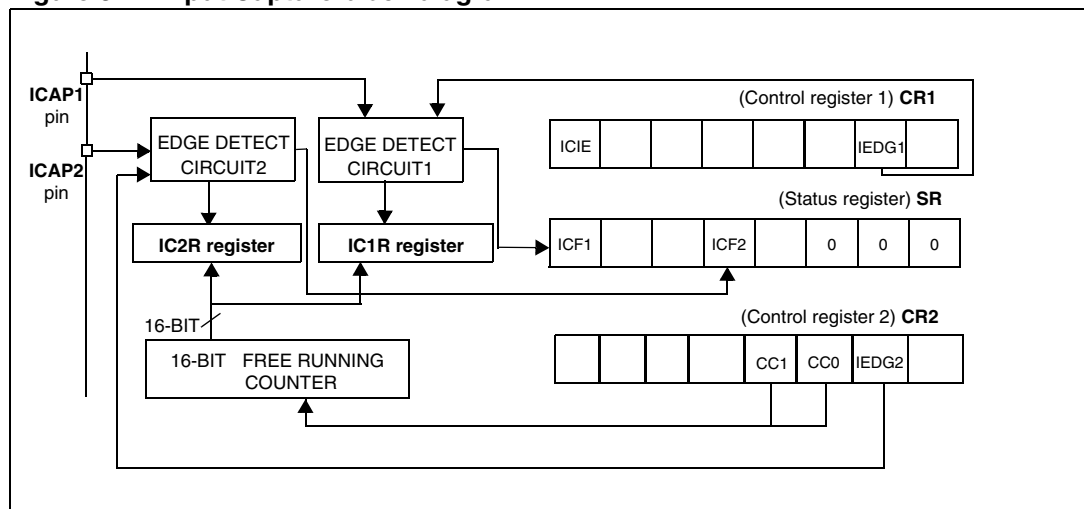 ICAP1
pin
ICAP2
pin
EDGE DETECT
CIRCUIT2
EDGE DETECT
CIRCUIT1
IC2R register
IC1R register
16-BIT
16-BIT FREE RUNNING
COUNTER
(Control register 1) CR1
ICIE
IEDG1
(Status register) SR
ICF1
ICF2
0
0
0
(Control register 2) CR2
CC1
CC0
IEDG2